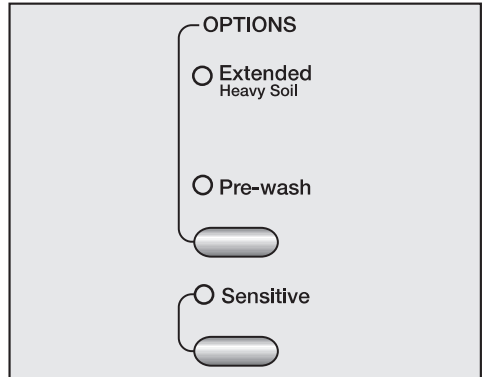 OPTIONS
Extended
Heavy Soil
Pre-wash
Sensitive